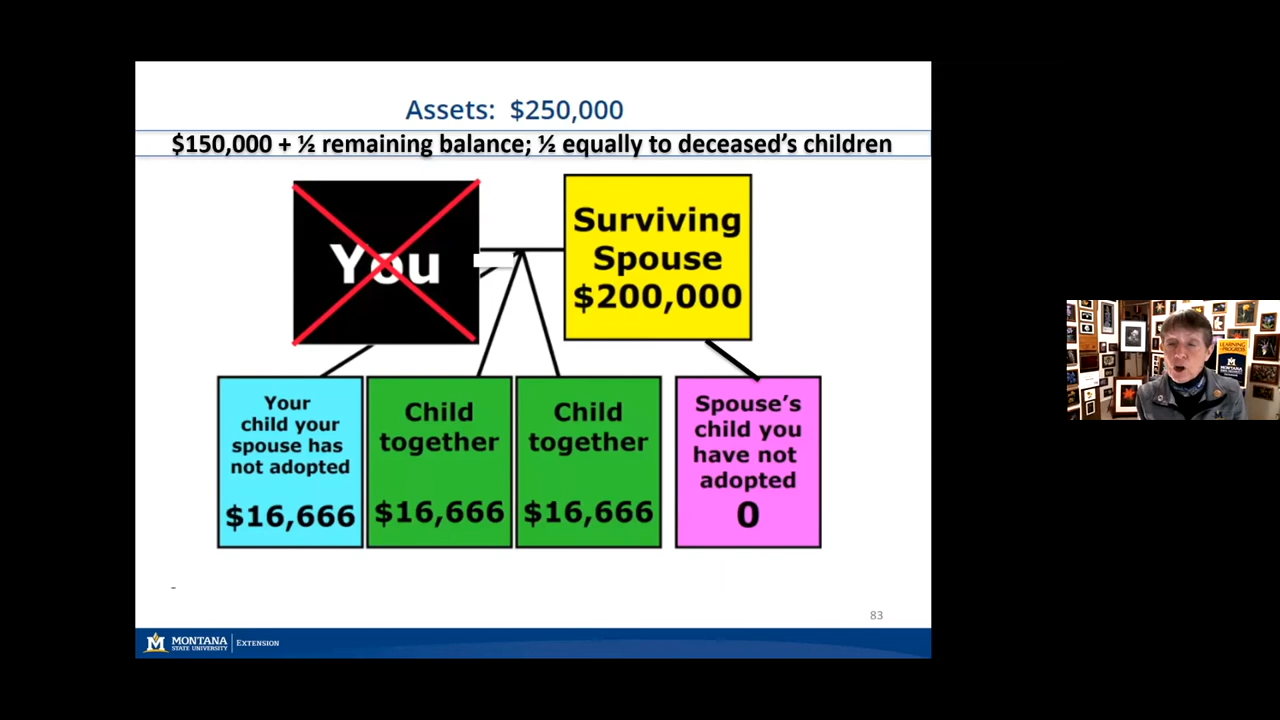 Assets: $250,000
$150,000 + ½ remaining balance; ½ equally to deceased's children
You
Surviving
Spouse
$200,000
Your
child your
spouse has
not adopted
$16,666
Child
together
$16,666
Child
together
$16,666
Spouse's
child you
have not
adopted
0
-
83
M MONTANA
STATE UNIVERSITY
EXTENSION
MONTANA